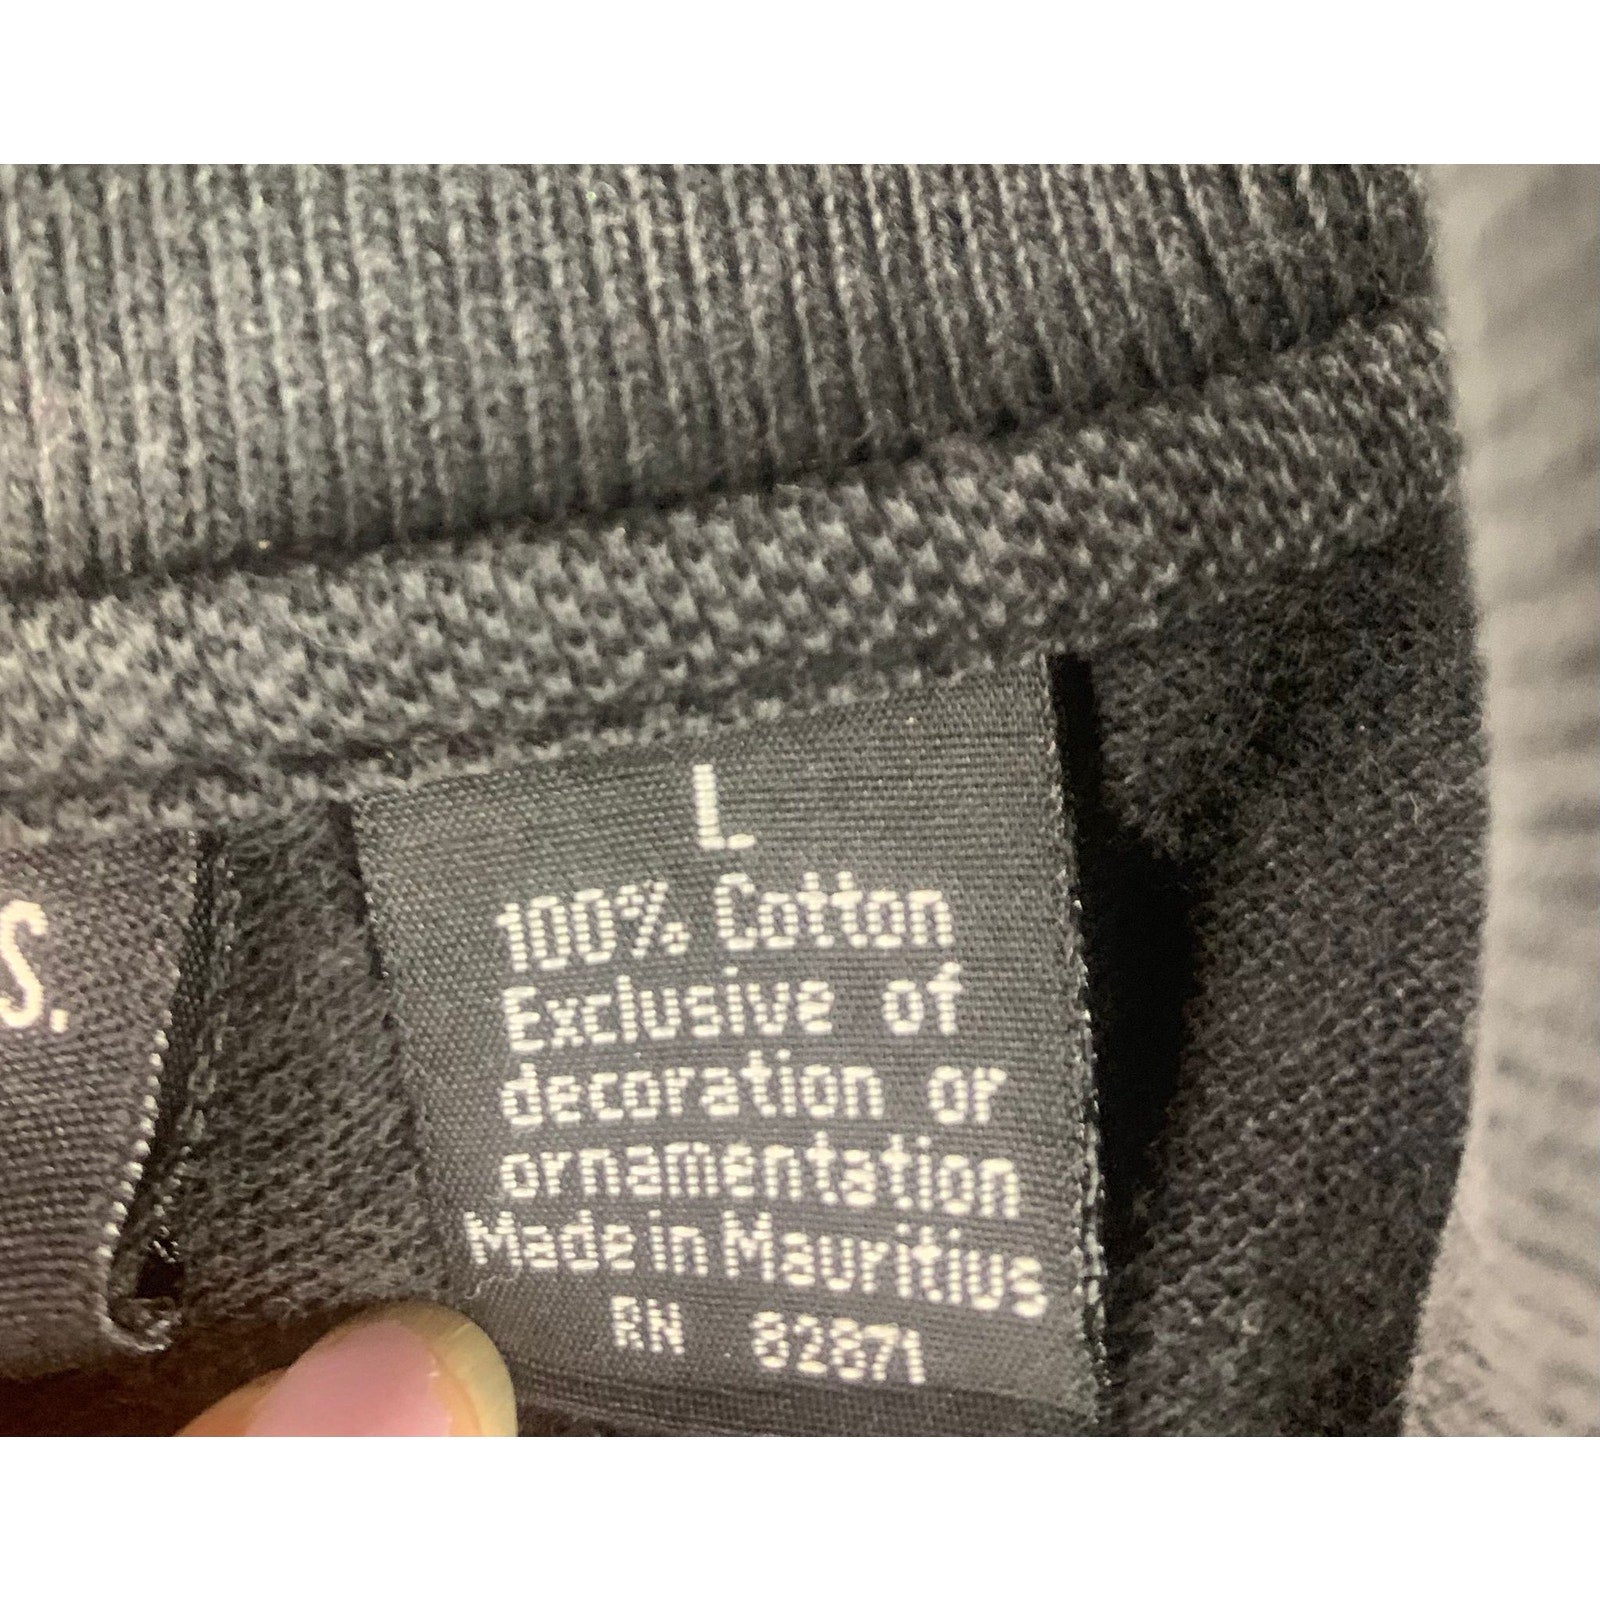 S.
L
100% Cotton
Exclusive of
decoration or
ornamentation
Made in Mauritius
RN 82871